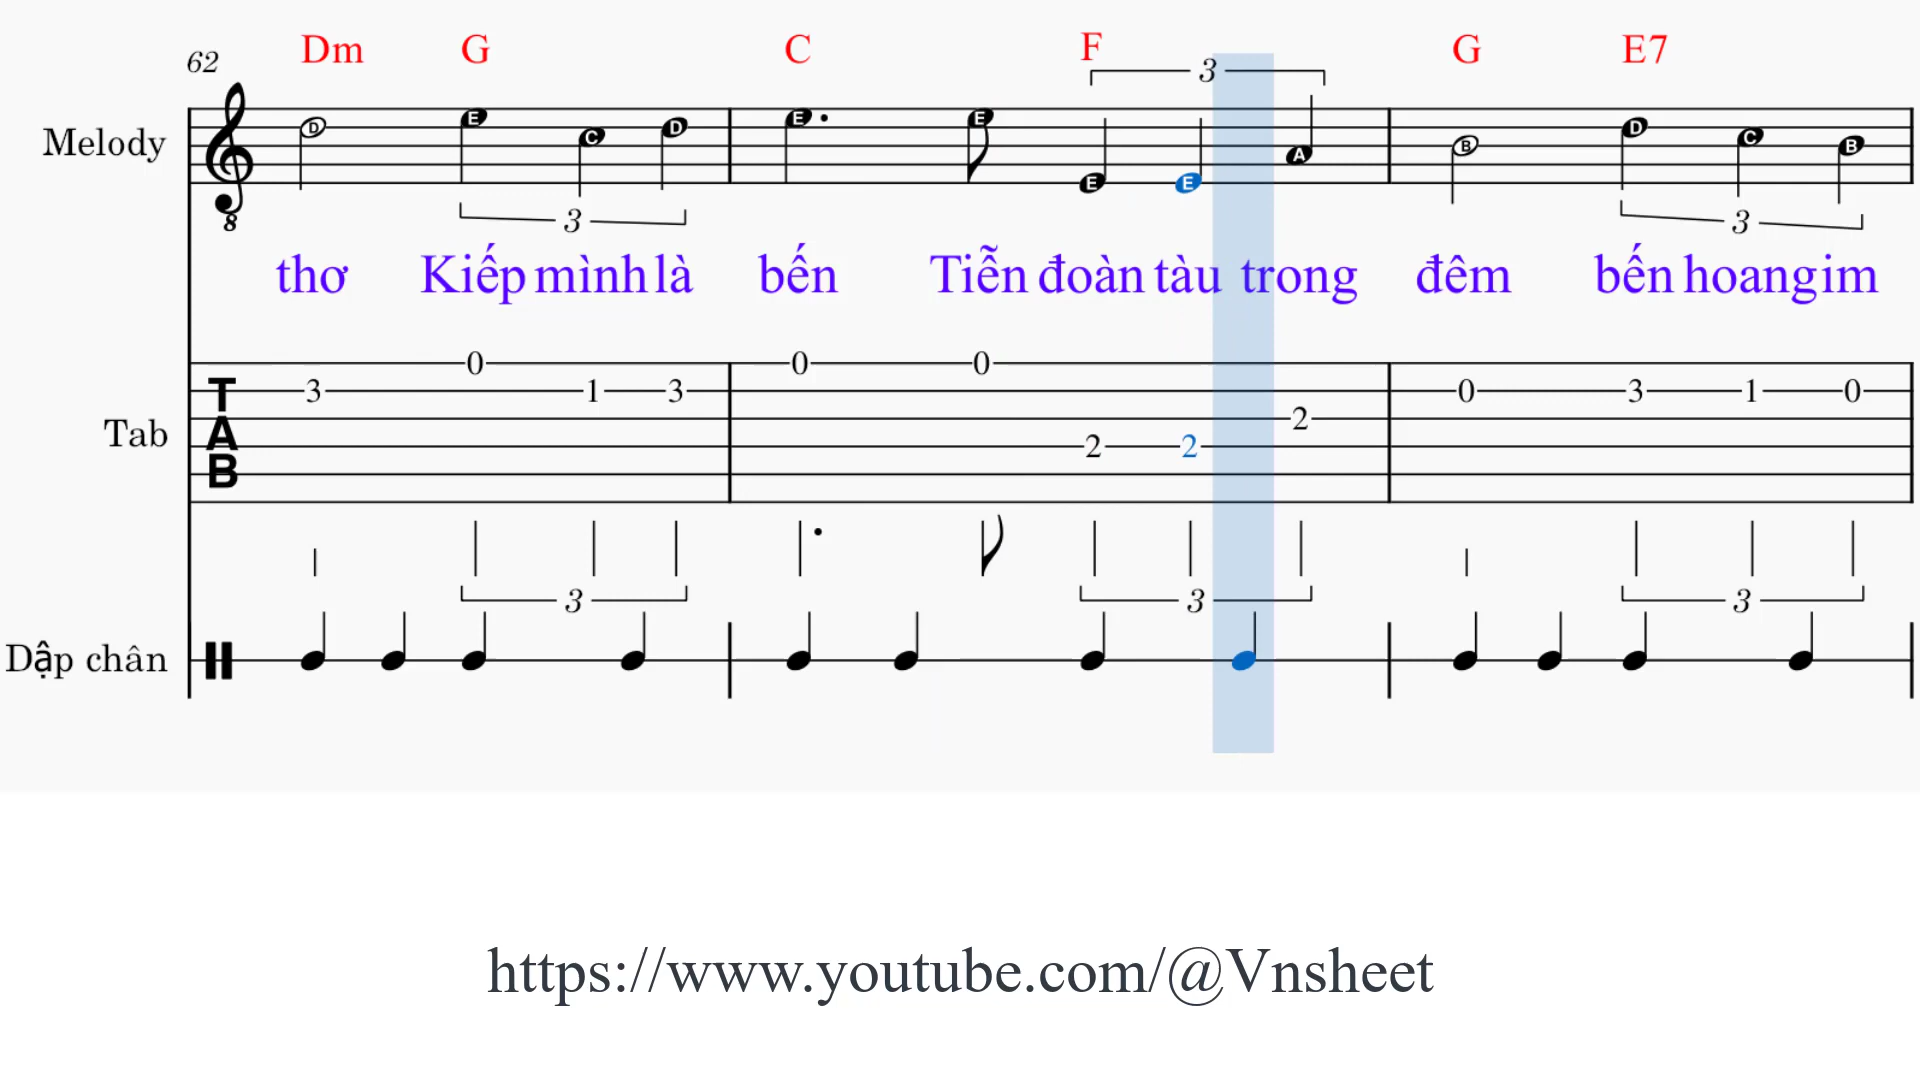 62 Dm G C F G E7
3
Melody D E C D E E E E A B D C B
8 3 3
thơ Kiếp mình là bến Tiễn đoàn tàu trong đêm bến hoang im
0 0 0
T 3 1 3 0 3 1 0
A 2
2 2
Tab
B
3 3 3
Dập chân
https://www.youtube.com/@Vnsheet